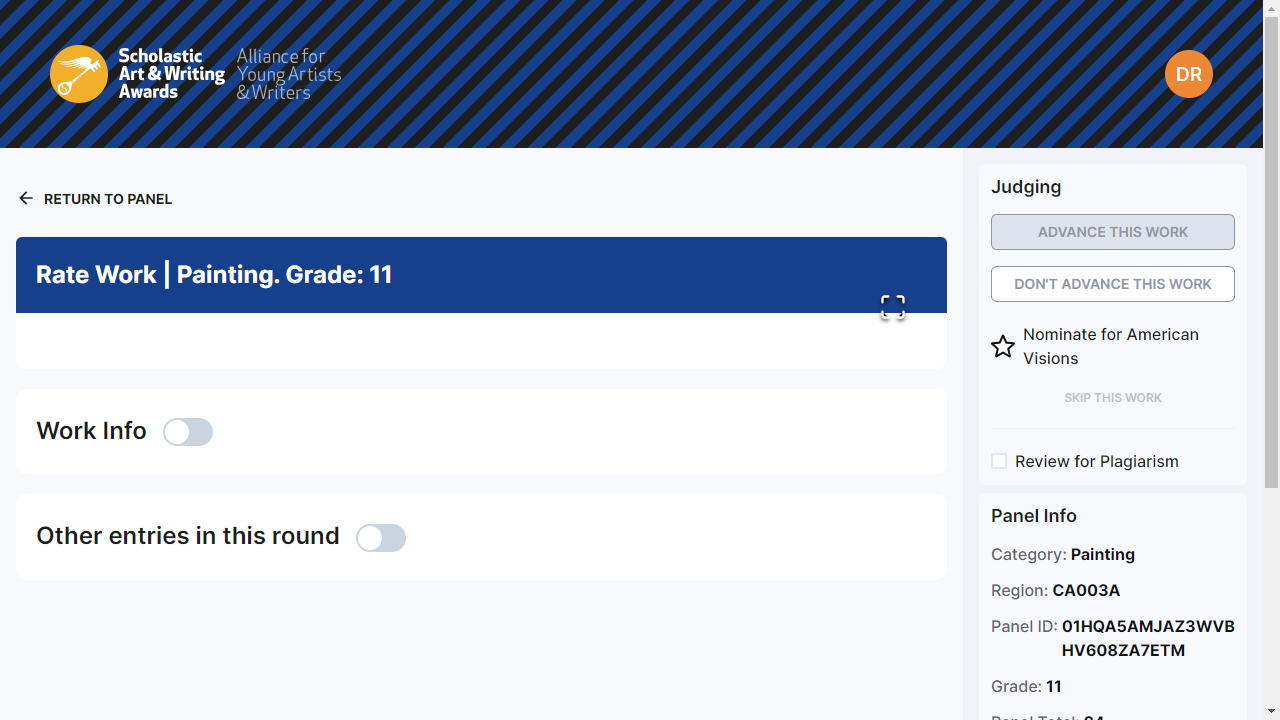 Scholastic
Art & Writing
Awards
Alliance for
Young Artists
& Writers
DR
RETURN TO PANEL
Rate Work | Painting. Grade: 11
Work Info
Other entries in this round
Judging
ADVANCE THIS WORK
DON'T ADVANCE THIS WORK
Nominate for American
Visions
SKIP THIS WORK
Review for Plagiarism
Panel Info
Category: Painting
Region: CA003A
Panel ID: 01HQA5AMJAZ3WVB
HV608ZA7ETM
Grade: 11